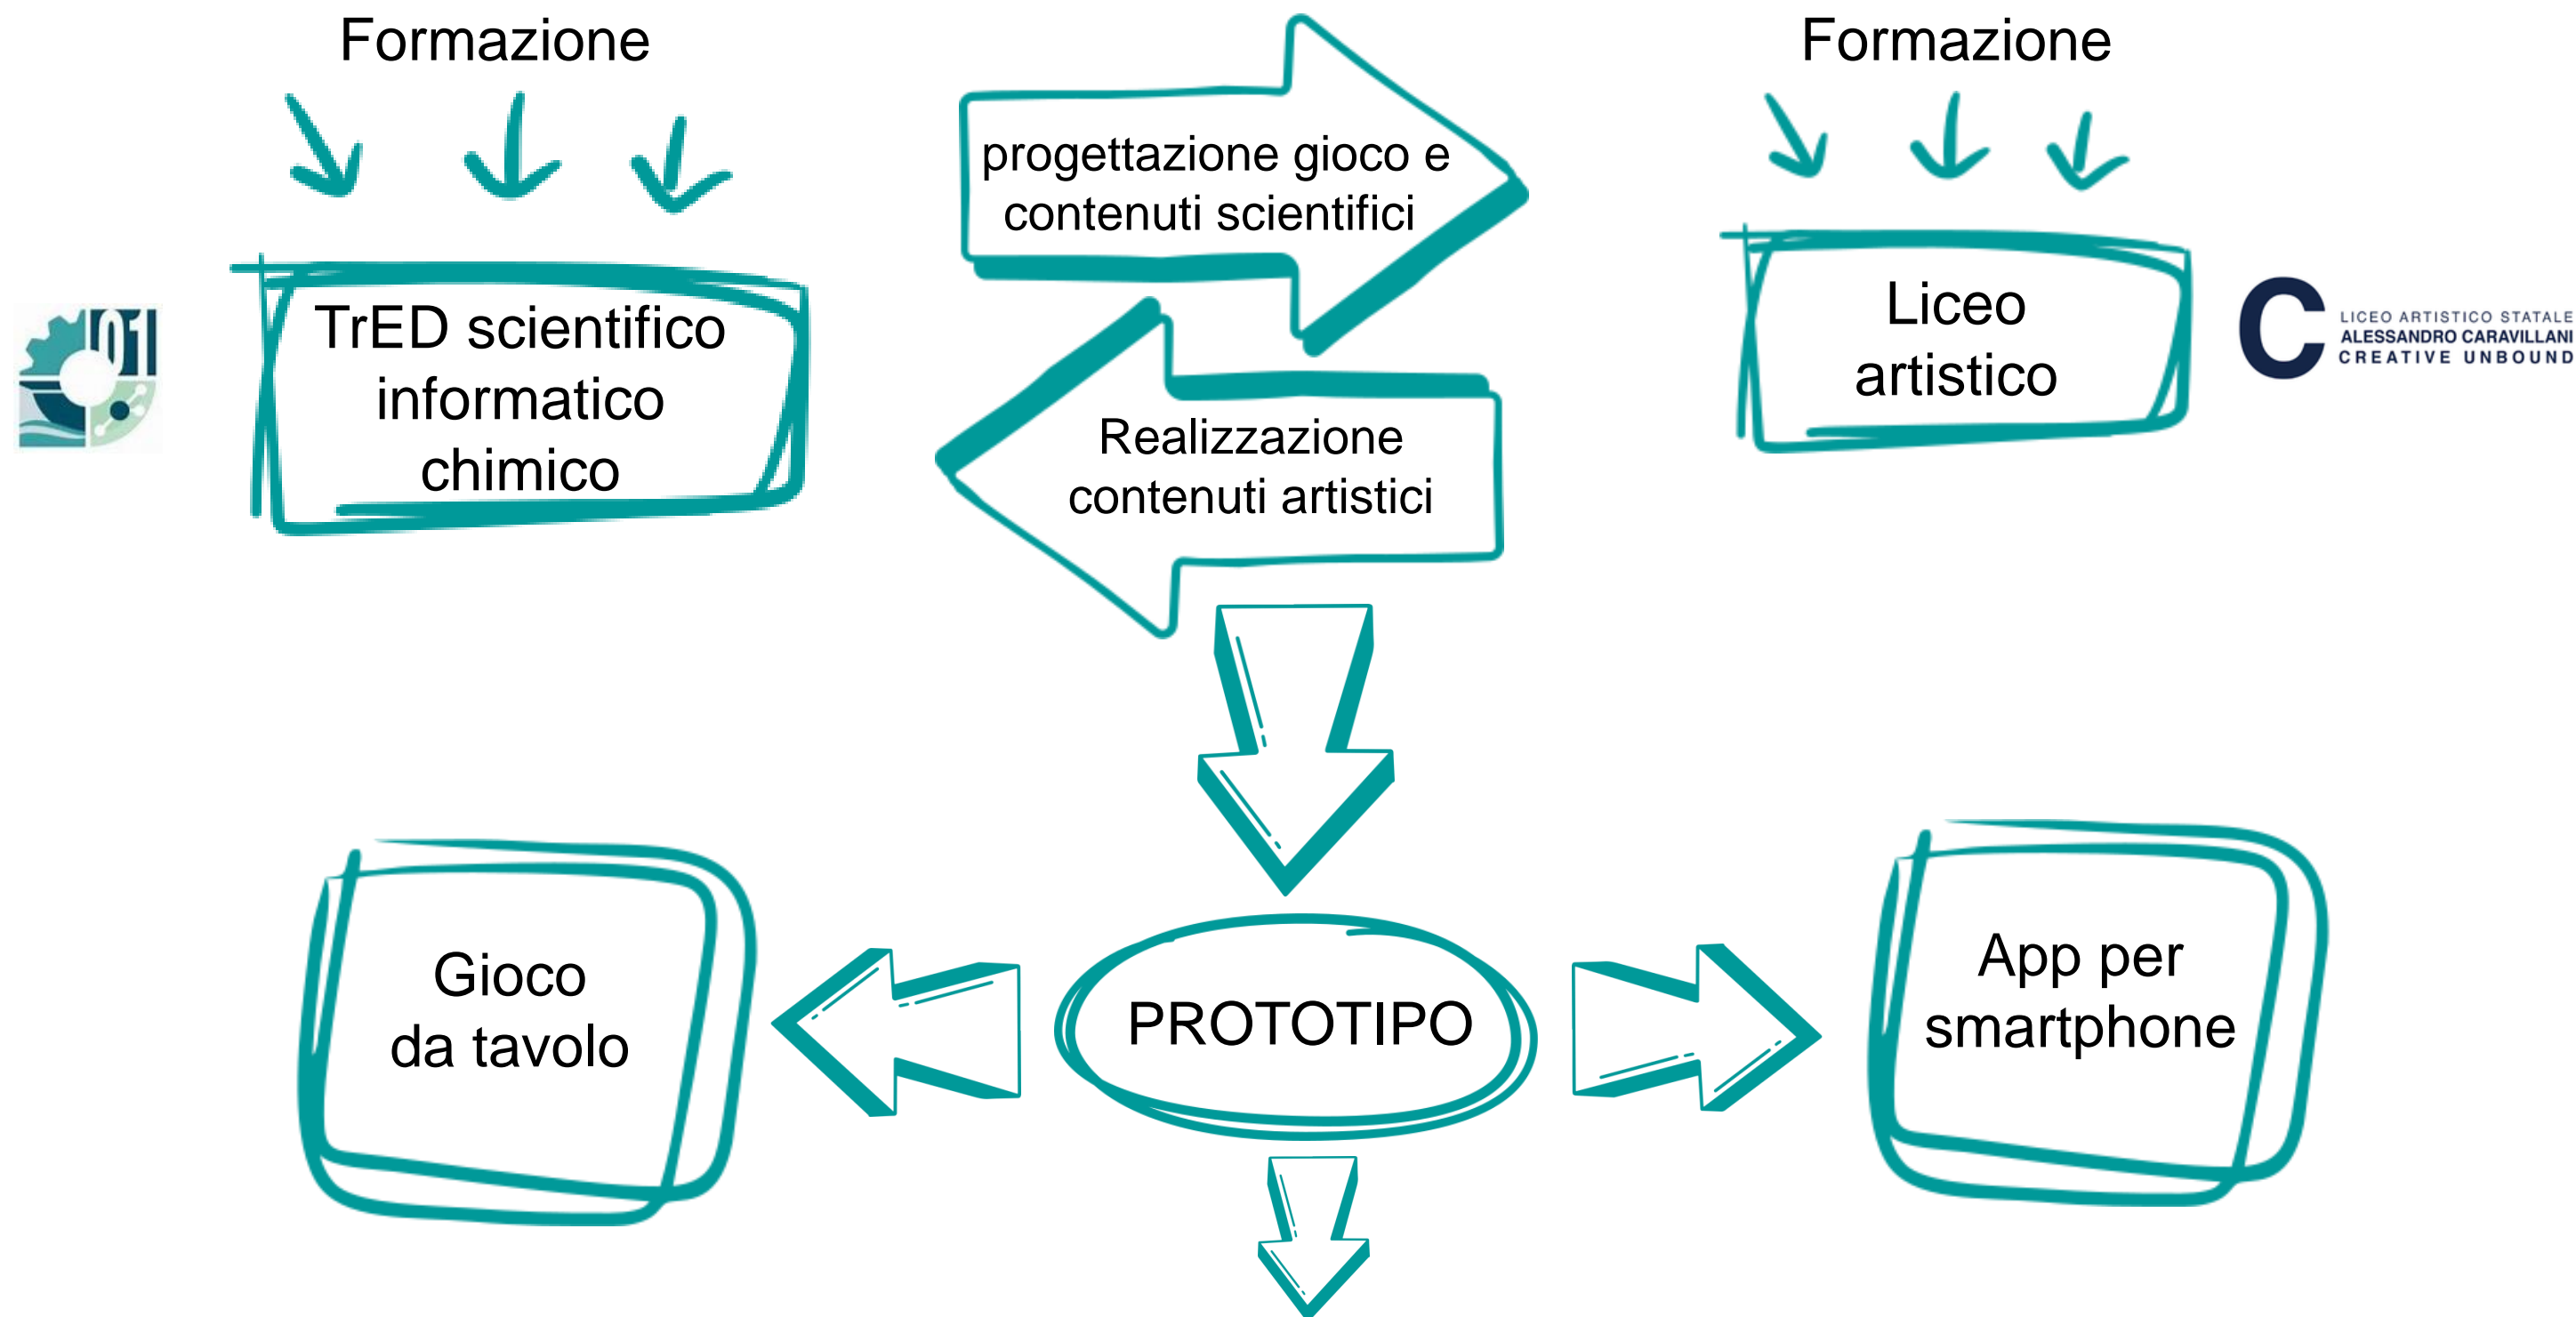 Formazione
Formazione
progettazione gioco e
contenuti scientifici
01
TrED scientifico
informatico
chimico
Liceo
artistico
C
LICEO ARTISTICO STATALE
ALESSANDRO CARAVILLANI
CREATIVE UNBOUND
Realizzazione
contenuti artistici
Gioco
da tavolo
PROTOTIPO
App per
smartphone